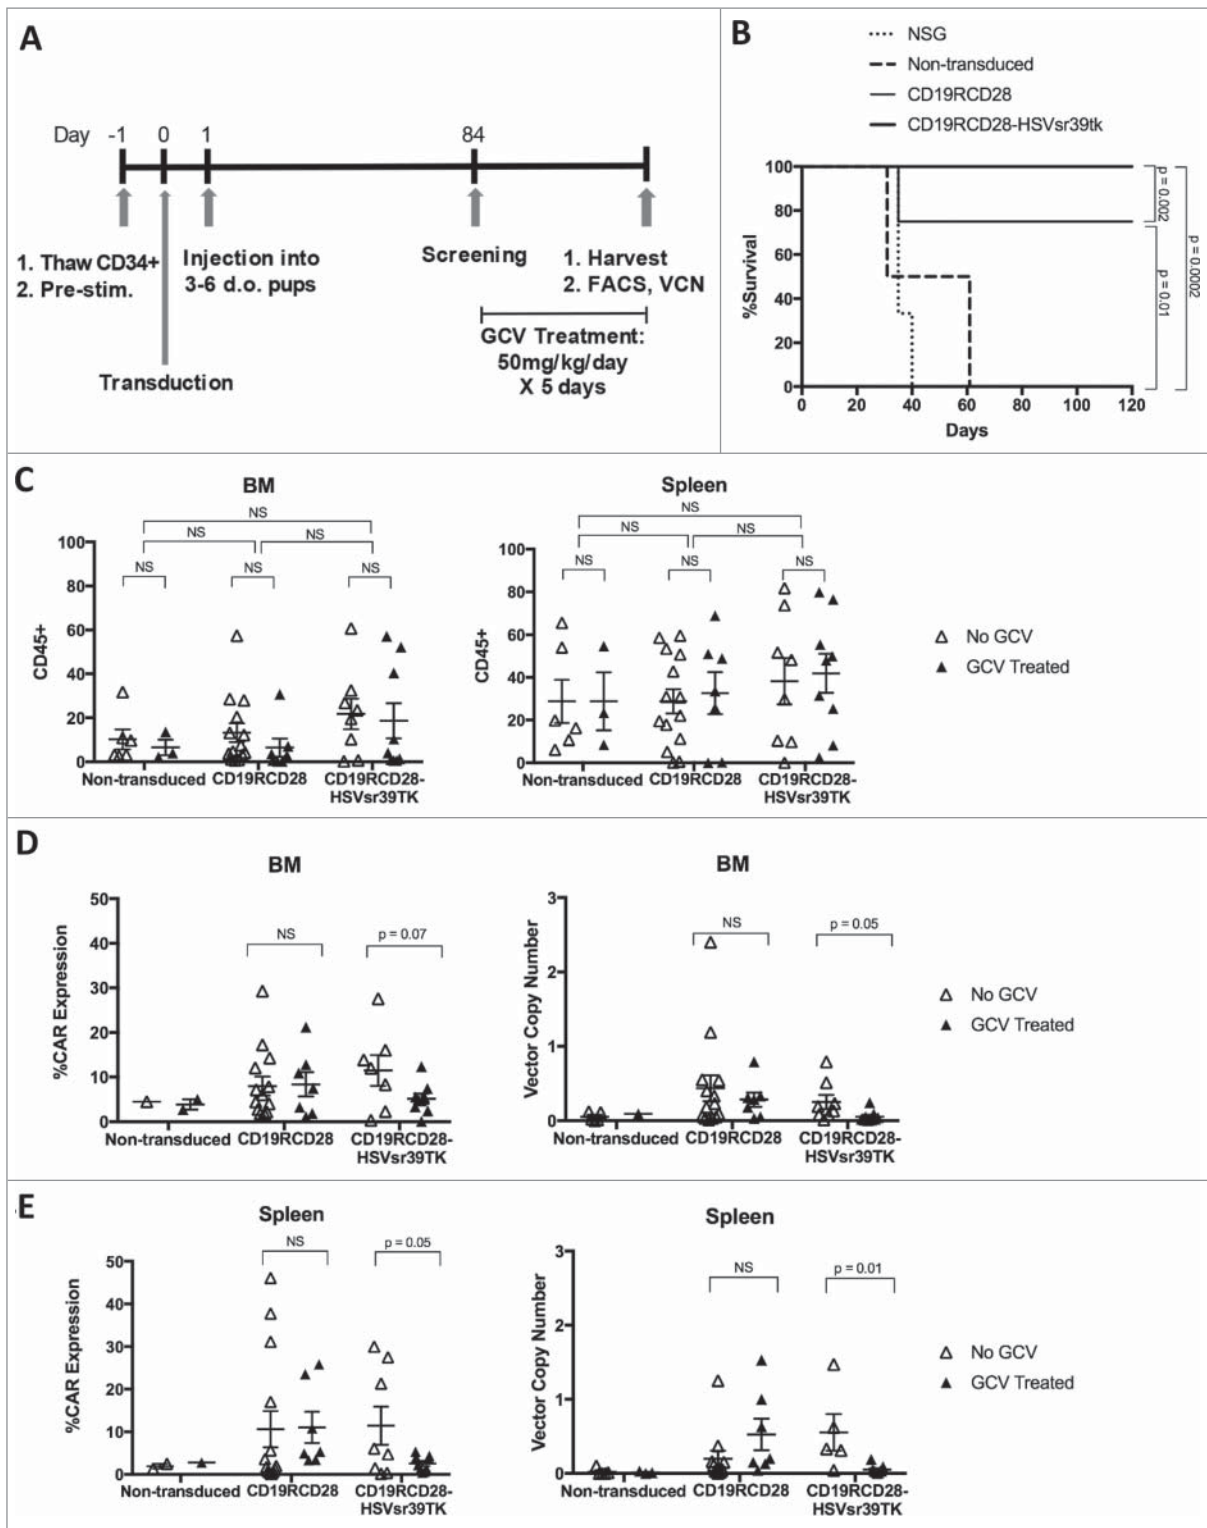 A
Day -1 0 1 84
1. Thaw CD34+
2. Pre-stim.
Injection into
3-6 d.o. pups
Screening
1. Harvest
2. FACS, VCN
Transduction
GCV Treatment:
50mg/kg/day
X 5 days
B
NSG
Non-transduced
CD19RCD28
CD19RCD28-HSVsr39tk
%Survival
100
80
60
40
20
0
0 20 40 60 80 100 120
Days
p = 0.002
p = 0.01
p = 0.0002
C
BM
NS
NS NS
NS NS NS
CD45+
100
80
60
40
20
0
Non-transduced CD19RCD28 CD19RCD28-
HSVsr39TK
Spleen
NS
NS NS
NS NS NS
CD45+
100
80
60
40
20
0
Non-transduced CD19RCD28 CD19RCD28-
HSVsr39TK
No GCV
GCV Treated
D
BM
NS p = 0.07
%CAR Expression
50
40
30
20
10
0
Non-transduced CD19RCD28 CD19RCD28-
HSVsr39TK
BM
NS p = 0.05
Vector Copy Number
3
2
1
0
Non-transduced CD19RCD28 CD19RCD28-
HSVsr39TK
No GCV
GCV Treated
E
Spleen
NS p = 0.05
%CAR Expression
50
40
30
20
10
0
Non-transduced CD19RCD28 CD19RCD28-
HSVsr39TK
Spleen
NS p = 0.01
Vector Copy Number
3
2
1
0
Non-transduced CD19RCD28 CD19RCD28-
HSVsr39TK
No GCV
GCV Treated